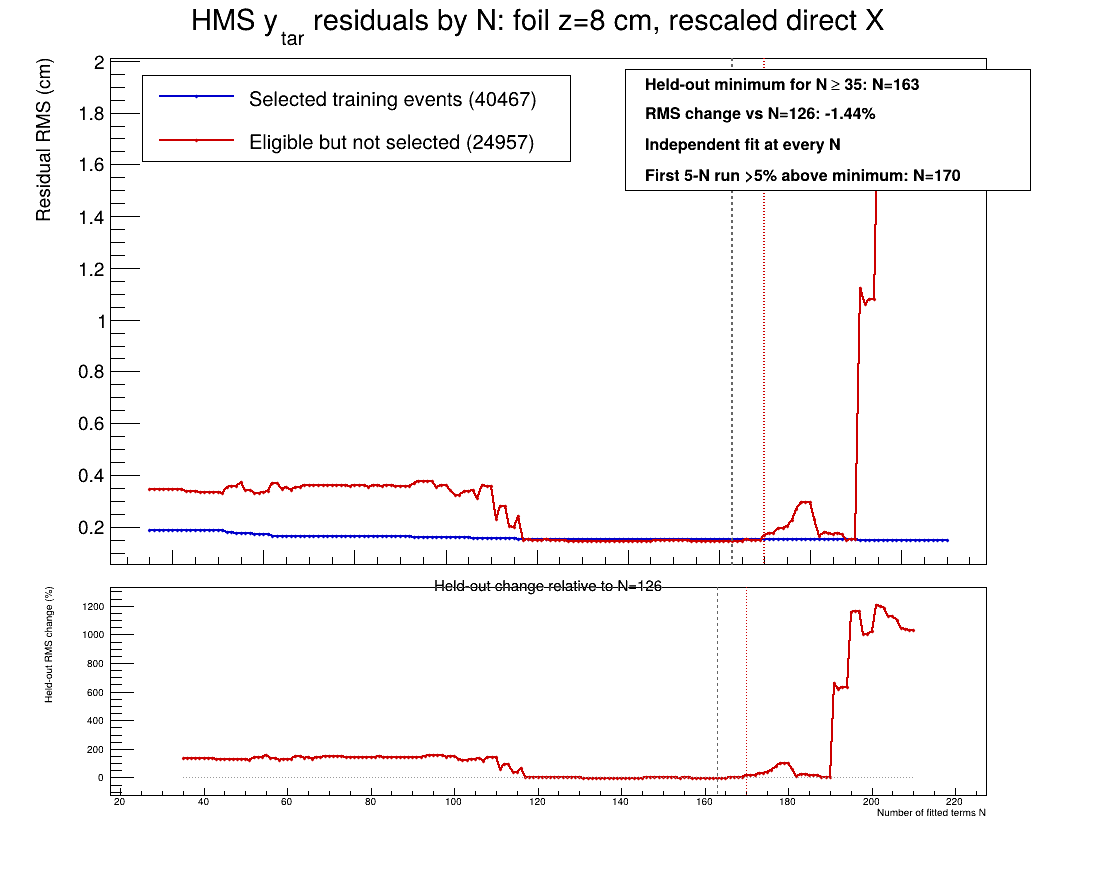 HMS y_tar residuals by N: foil z=8 cm, rescaled direct X
Residual RMS (cm)
2
1.8
1.6
1.4
1.2
1
0.8
0.6
0.4
0.2
Selected training events (40467)
Eligible but not selected (24957)
Held-out minimum for N ≥ 35: N=163
RMS change vs N=126: -1.44%
Independent fit at every N
First 5-N run >5% above minimum: N=170
Held-out change relative to N=126
Held-out RMS change (%)
1200
1000
800
600
400
200
0
20 40 60 80 100 120 140 160 180 200 220
Number of fitted terms N